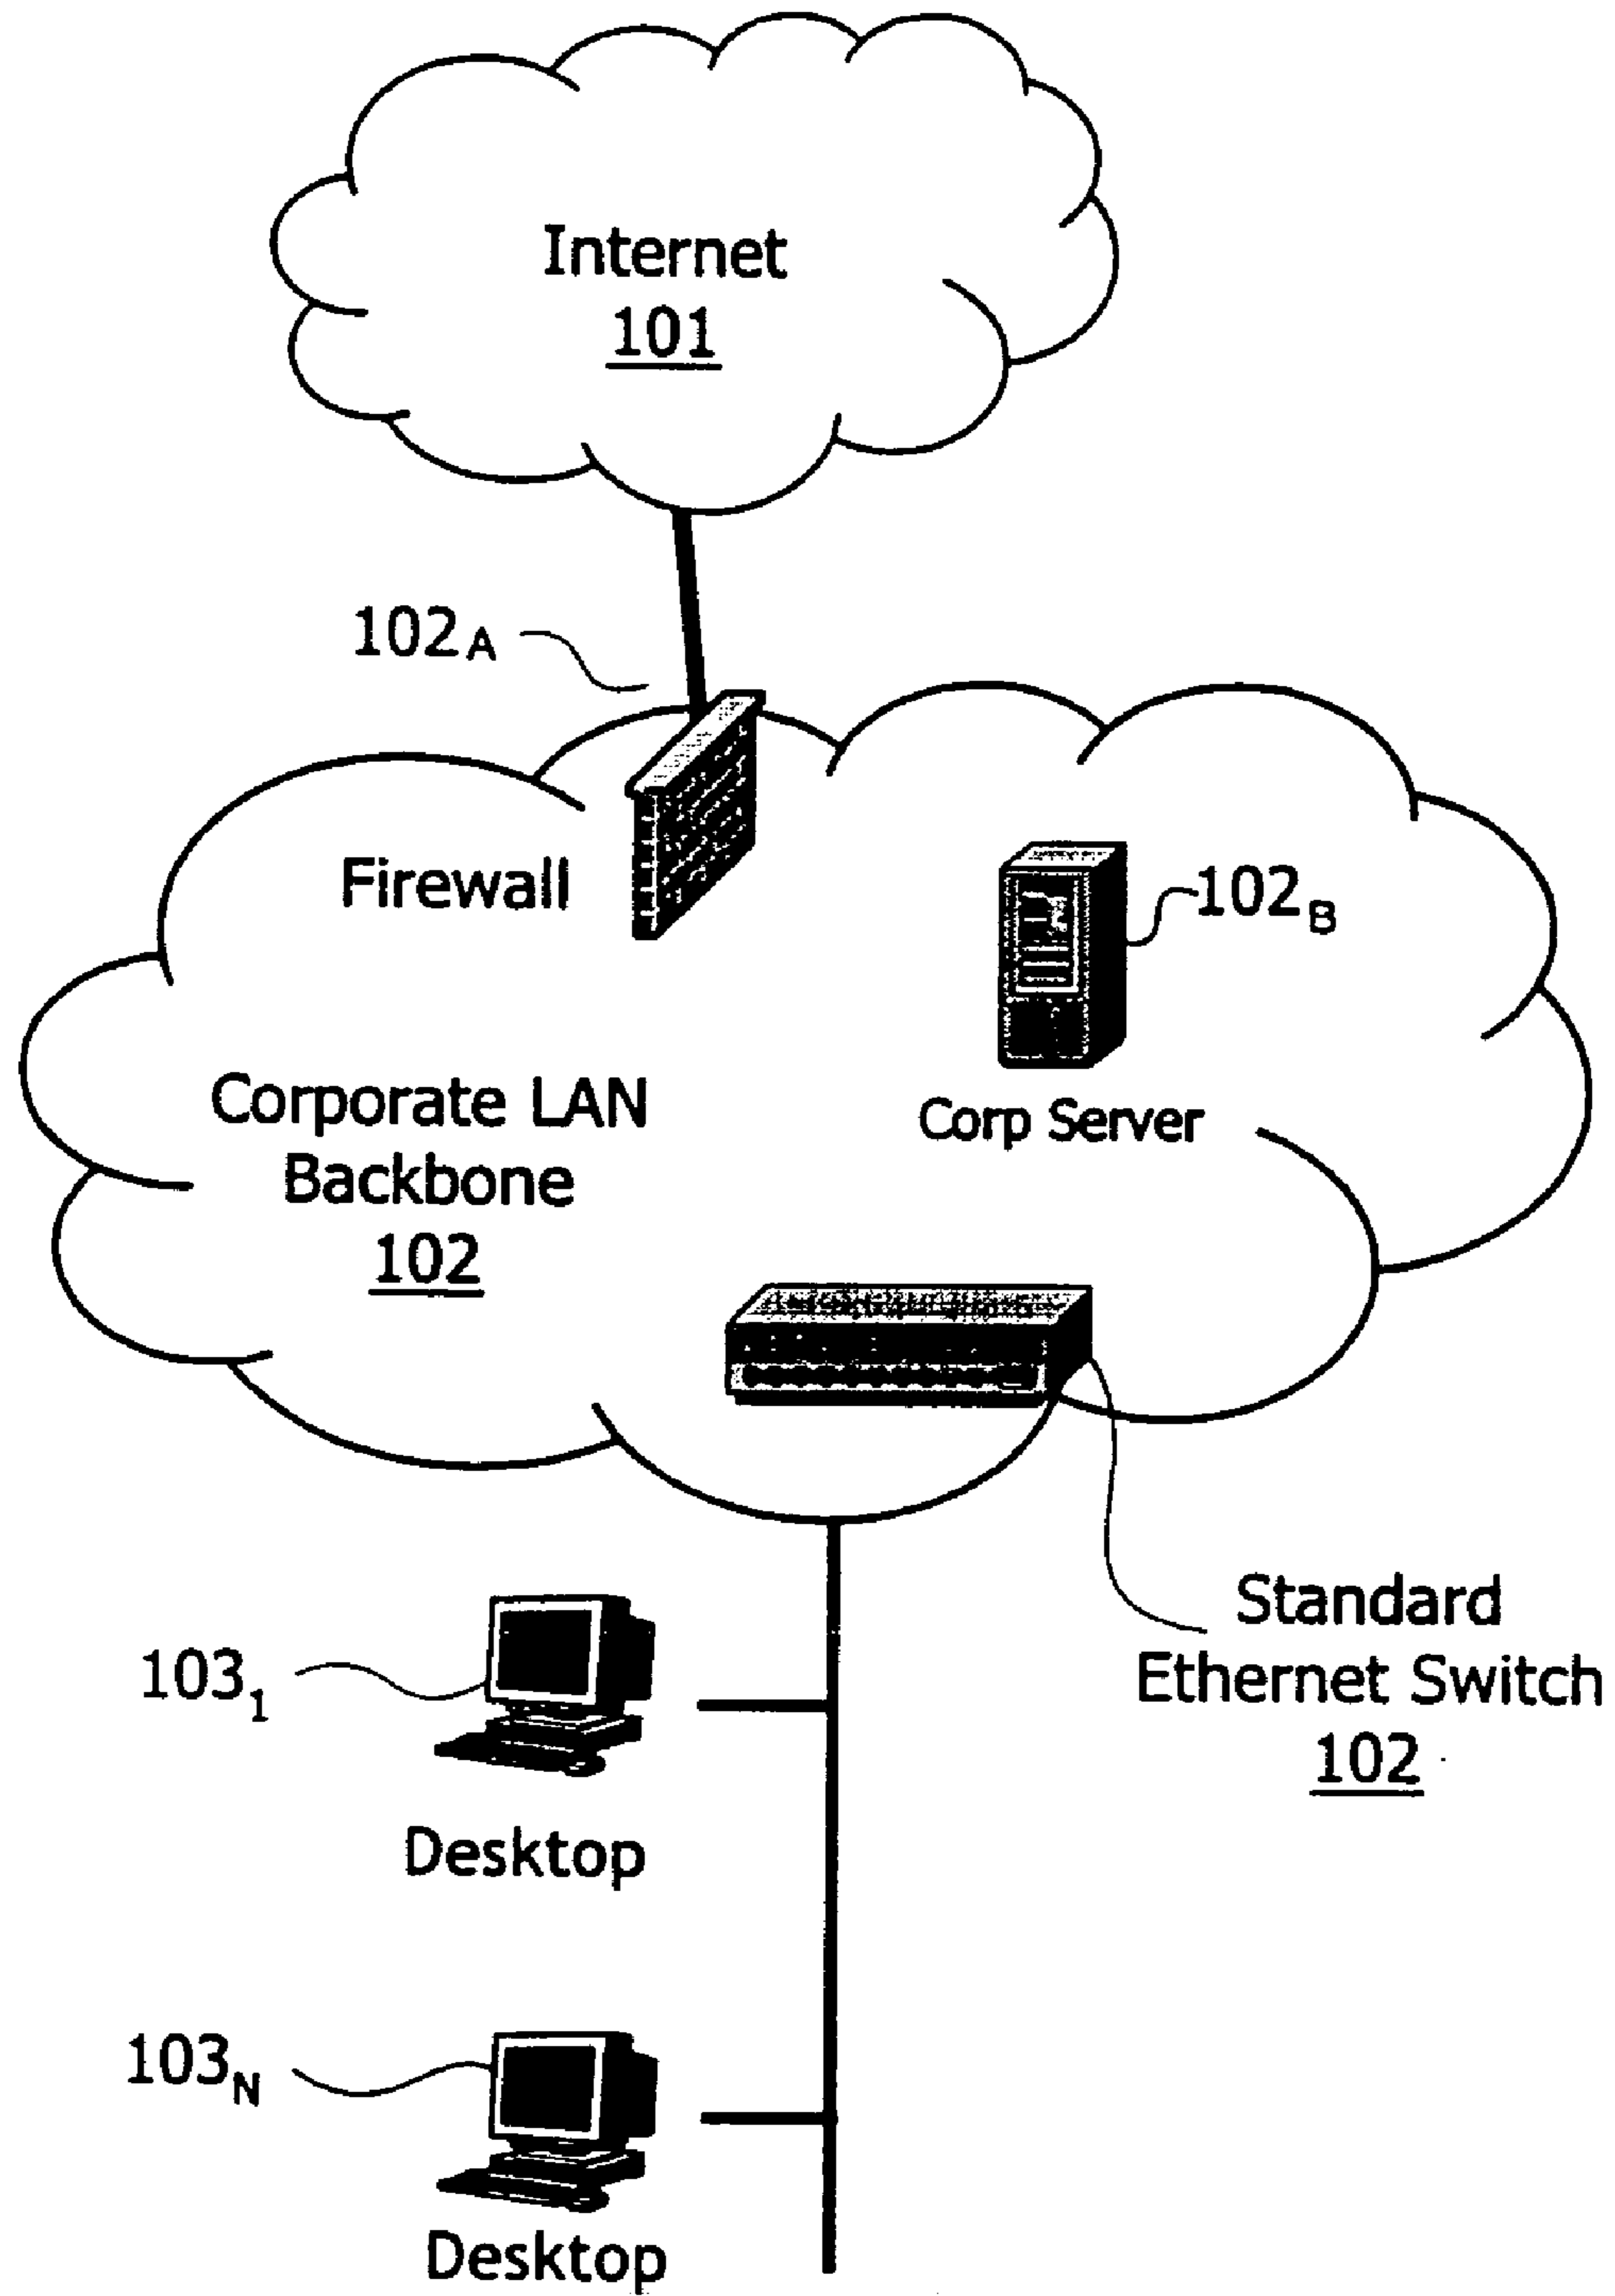 Internet
101
102A
Firewall
102B
Corp Server
Corporate LAN
Backbone
102
Standard
Ethernet Switch
102
1031
Desktop
103N
Desktop